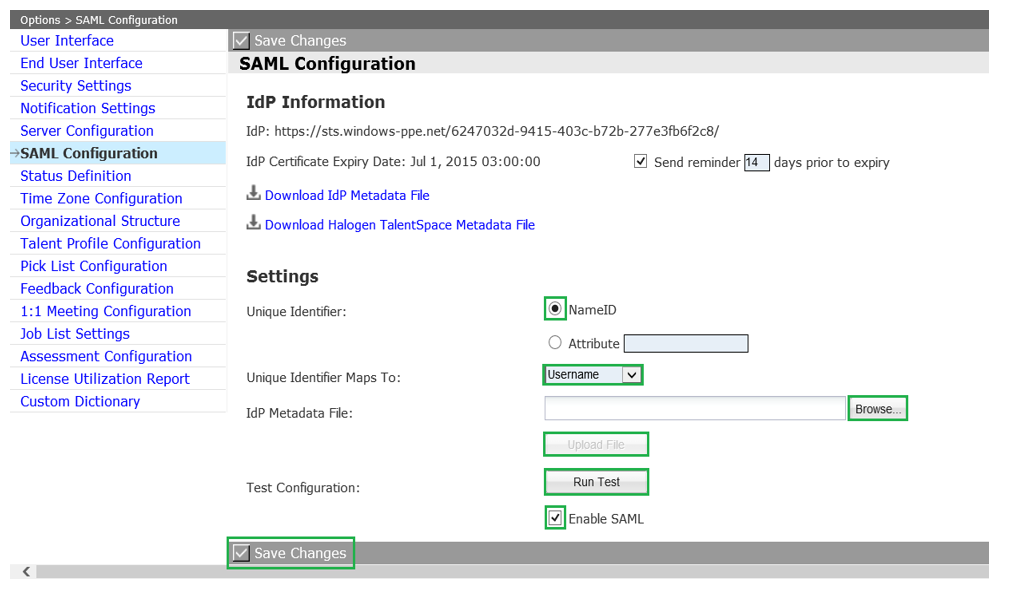 Options > SAML Configuration
User Interface
End User Interface
Security Settings
Notification Settings
Server Configuration
SAML Configuration
Status Definition
Time Zone Configuration
Organizational Structure
Talent Profile Configuration
Pick List Configuration
Feedback Configuration
1:1 Meeting Configuration
Job List Settings
Assessment Configuration
License Utilization Report
Custom Dictionary
Save Changes
SAML Configuration
IdP Information
IdP: https://sts.windows-ppe.net/6247032d-9415-403c-b72b-277e3fb6f2c8/
IdP Certificate Expiry Date: Jul 1, 2015 03:00:00 Send reminder 14 days prior to expiry
Download IdP Metadata File
Download Halogen TalentSpace Metadata File
Settings
Unique Identifier: NameID
Attribute
Unique Identifier Maps To: Username
IdP Metadata File: Browse...
Upload File
Test Configuration: Run Test
Enable SAML
Save Changes